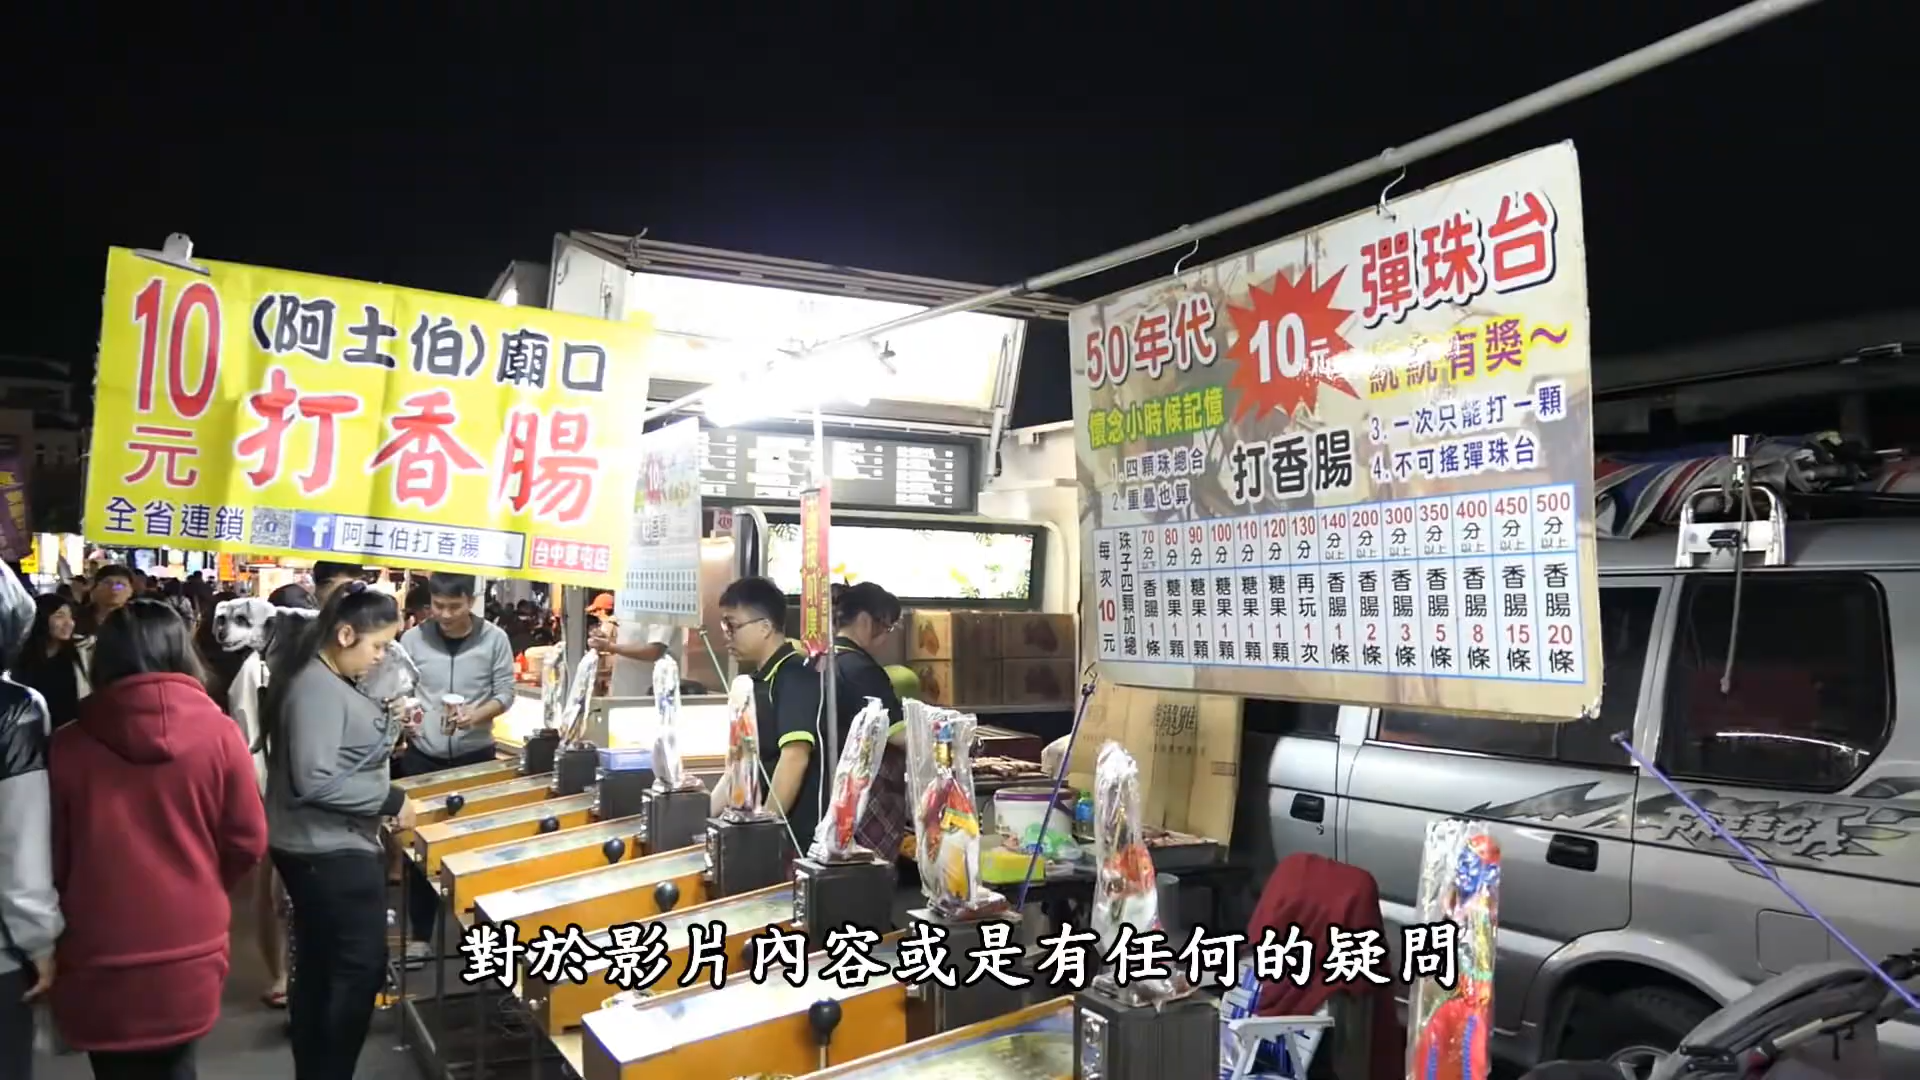 10元
(阿土伯)廟口
打香腸
全省連鎖
阿土伯打香腸
台中軍功店
50年代
10元
彈珠台
懷念小時候記憶
統統有獎～
打香腸
1.四顆珠總合
2.重疊也算
3.一次只能打一顆
4.不可搖彈珠台
每次10元
珠子四顆加總
70分以下 香腸1條
80分 糖果1顆
90分 糖果1顆
100分 糖果1顆
110分 糖果1顆
120分 糖果1顆
130分 再玩1次
140分以上 香腸1條
200分以上 香腸2條
300分以上 香腸3條
350分以上 香腸5條
400分以上 香腸8條
450分以上 香腸15條
500分以上 香腸20條
FREECA
對於影片內容或是有任何的疑問